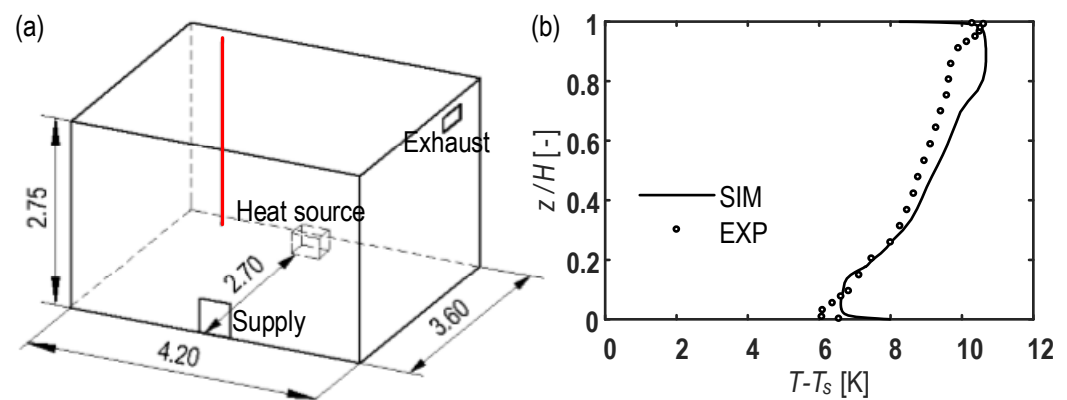 (a)
Exhaust
2.75
Heat source
2.70
Supply
3.60
4.20
(b)
1
0.8
0.6
0.4
0.2
0
z/H [-]
SIM
EXP
0 2 4 6 8 10 12
T-Ts [K]